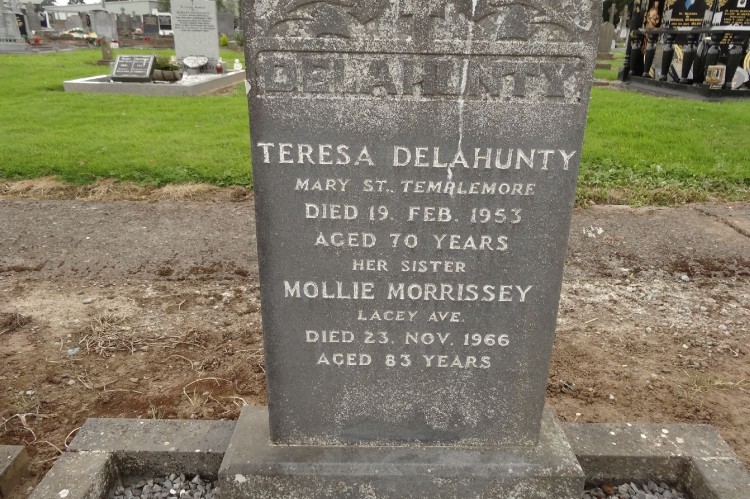 DELAHUNTY
TERESA DELAHUNTY
MARY ST., TEMPLEMORE
DIED 19. FEB. 1953
AGED 70 YEARS
HER SISTER
MOLLIE MORRISSEY
LACEY AVE.
DIED 23. NOV. 1966
AGED 83 YEARS